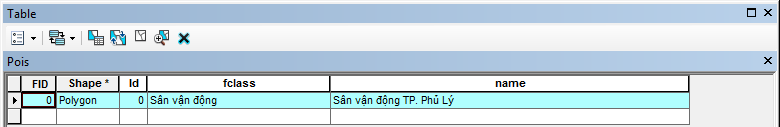 Table
Pois
FID Shape * Id fclass name
0 Polygon 0 Sân vận động Sân vận động TP. Phủ Lý